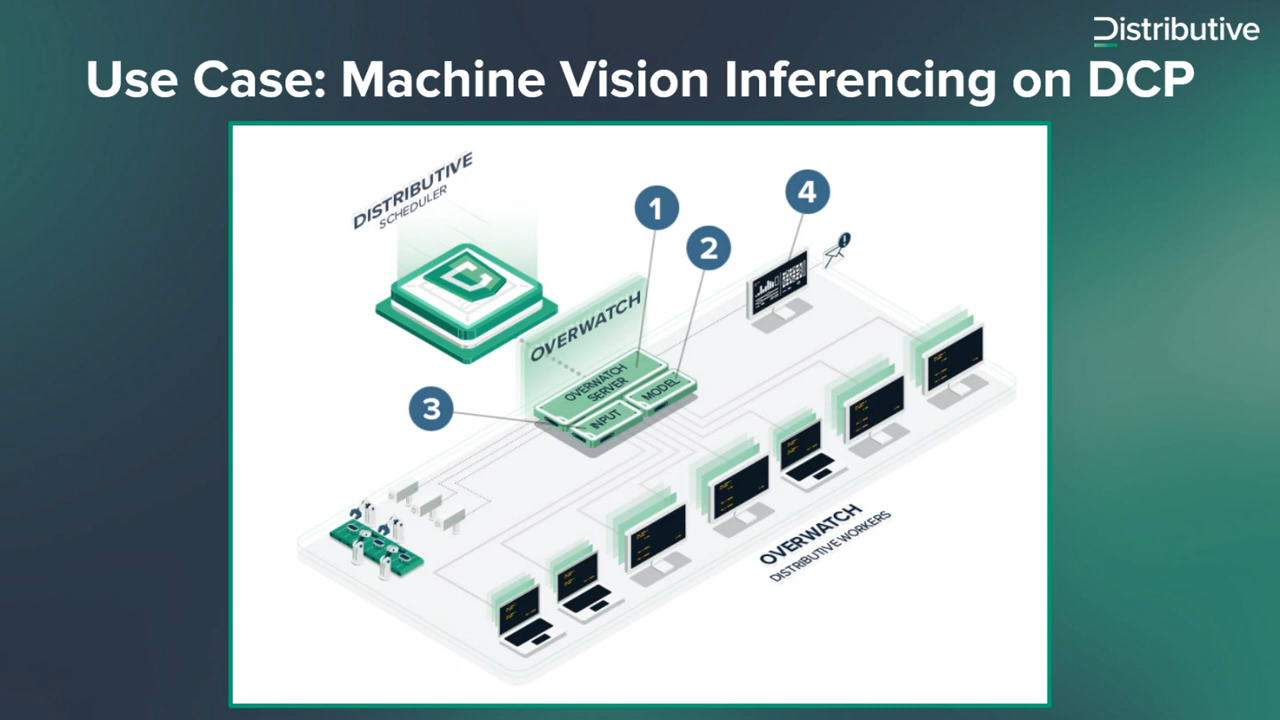 Distributive
Use Case: Machine Vision Inferencing on DCP
DISTRIBUTIVE
SCHEDULER
1
2
4
!
OVERWATCH
OVERWATCH
SERVER
MODEL
INPUT
3
OVERWATCH
DISTRIBUTIVE WORKERS